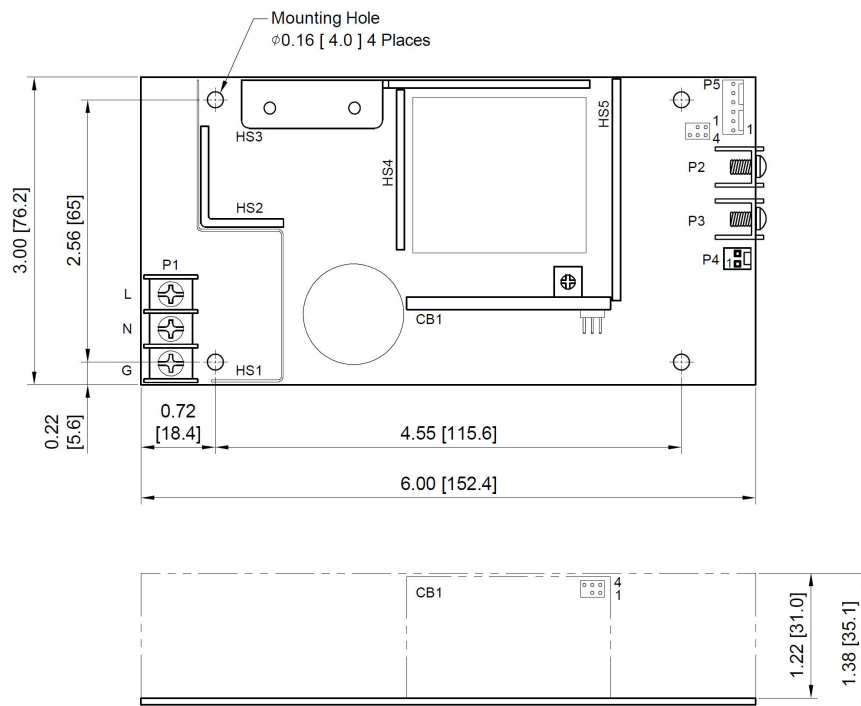 Mounting Hole
⌀0.16 [ 4.0 ] 4 Places
P5
HS3
HS5
1
4
1
HS4
P2
3.00 [76.2]
2.56 [65]
HS2
P3
P1
P4
1
L
CB1
N
G
HS1
0.22
[5.6]
0.72
[18.4]
4.55 [115.6]
6.00 [152.4]
CB1
4
1
1.22 [31.0]
1.38 [35.1]